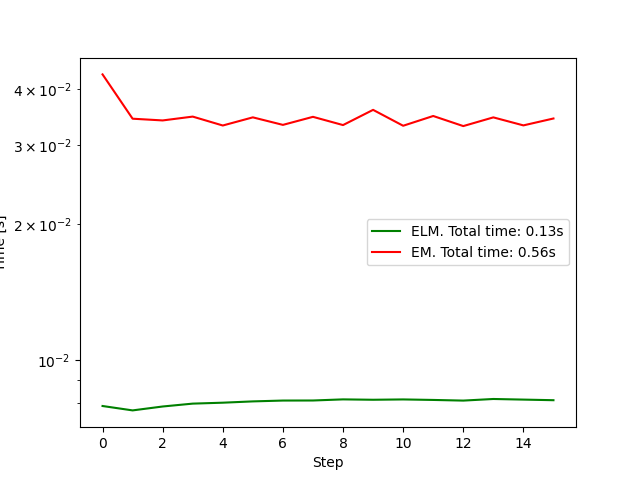 4 × 10⁻²
3 × 10⁻²
2 × 10⁻²
10⁻²
Time [s]
ELM. Total time: 0.13s
EM. Total time: 0.56s
0 2 4 6 8 10 12 14
Step